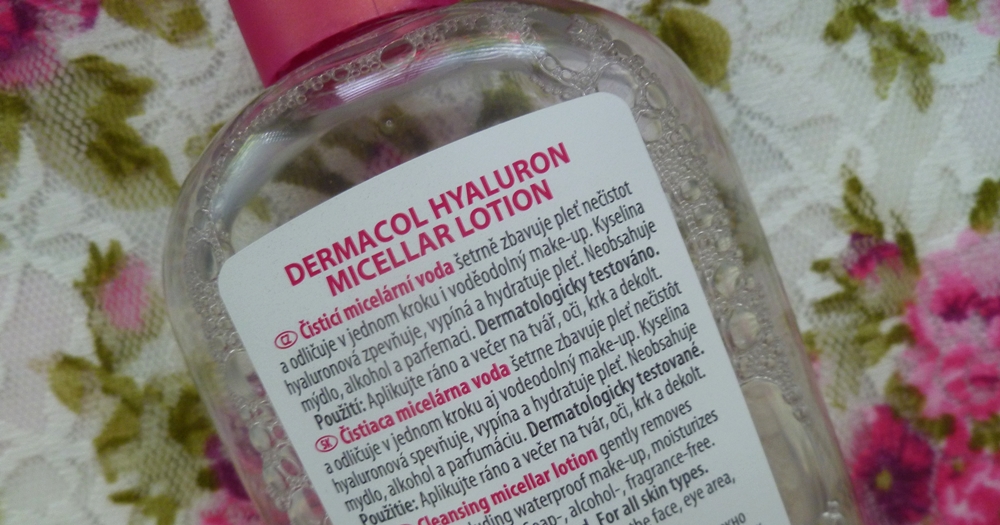 DERMACOL HYALURON
MICELLAR LOTION
CZ Čisticí micelární voda šetrně zbavuje pleť nečistot
a odličuje v jednom kroku i voděodolný make-up. Kyselina
hyaluronová zpevňuje, vypíná a hydratuje pleť. Neobsahuje
mýdlo, alkohol a parfemaci. Dermatologicky testováno.
Použití: Aplikujte ráno a večer na tvář, oči, krk a dekolt.
SK Čistiaca micelárna voda šetrne zbavuje pleť nečistôt
a odličuje v jednom kroku aj vodeodolný make-up. Kyselina
hyaluronová spevňuje, vypína a hydratuje pleť. Neobsahuje
mydlo, alkohol a parfumáciu. Dermatologicky testované.
Použitie: Aplikujte ráno a večer na tvár, oči, krk a dekolt.
Cleansing micellar lotion gently removes
waterproof make-up, moisturizes
alcohol-, fragrance-free.
For all skin types.
the face, eye area,